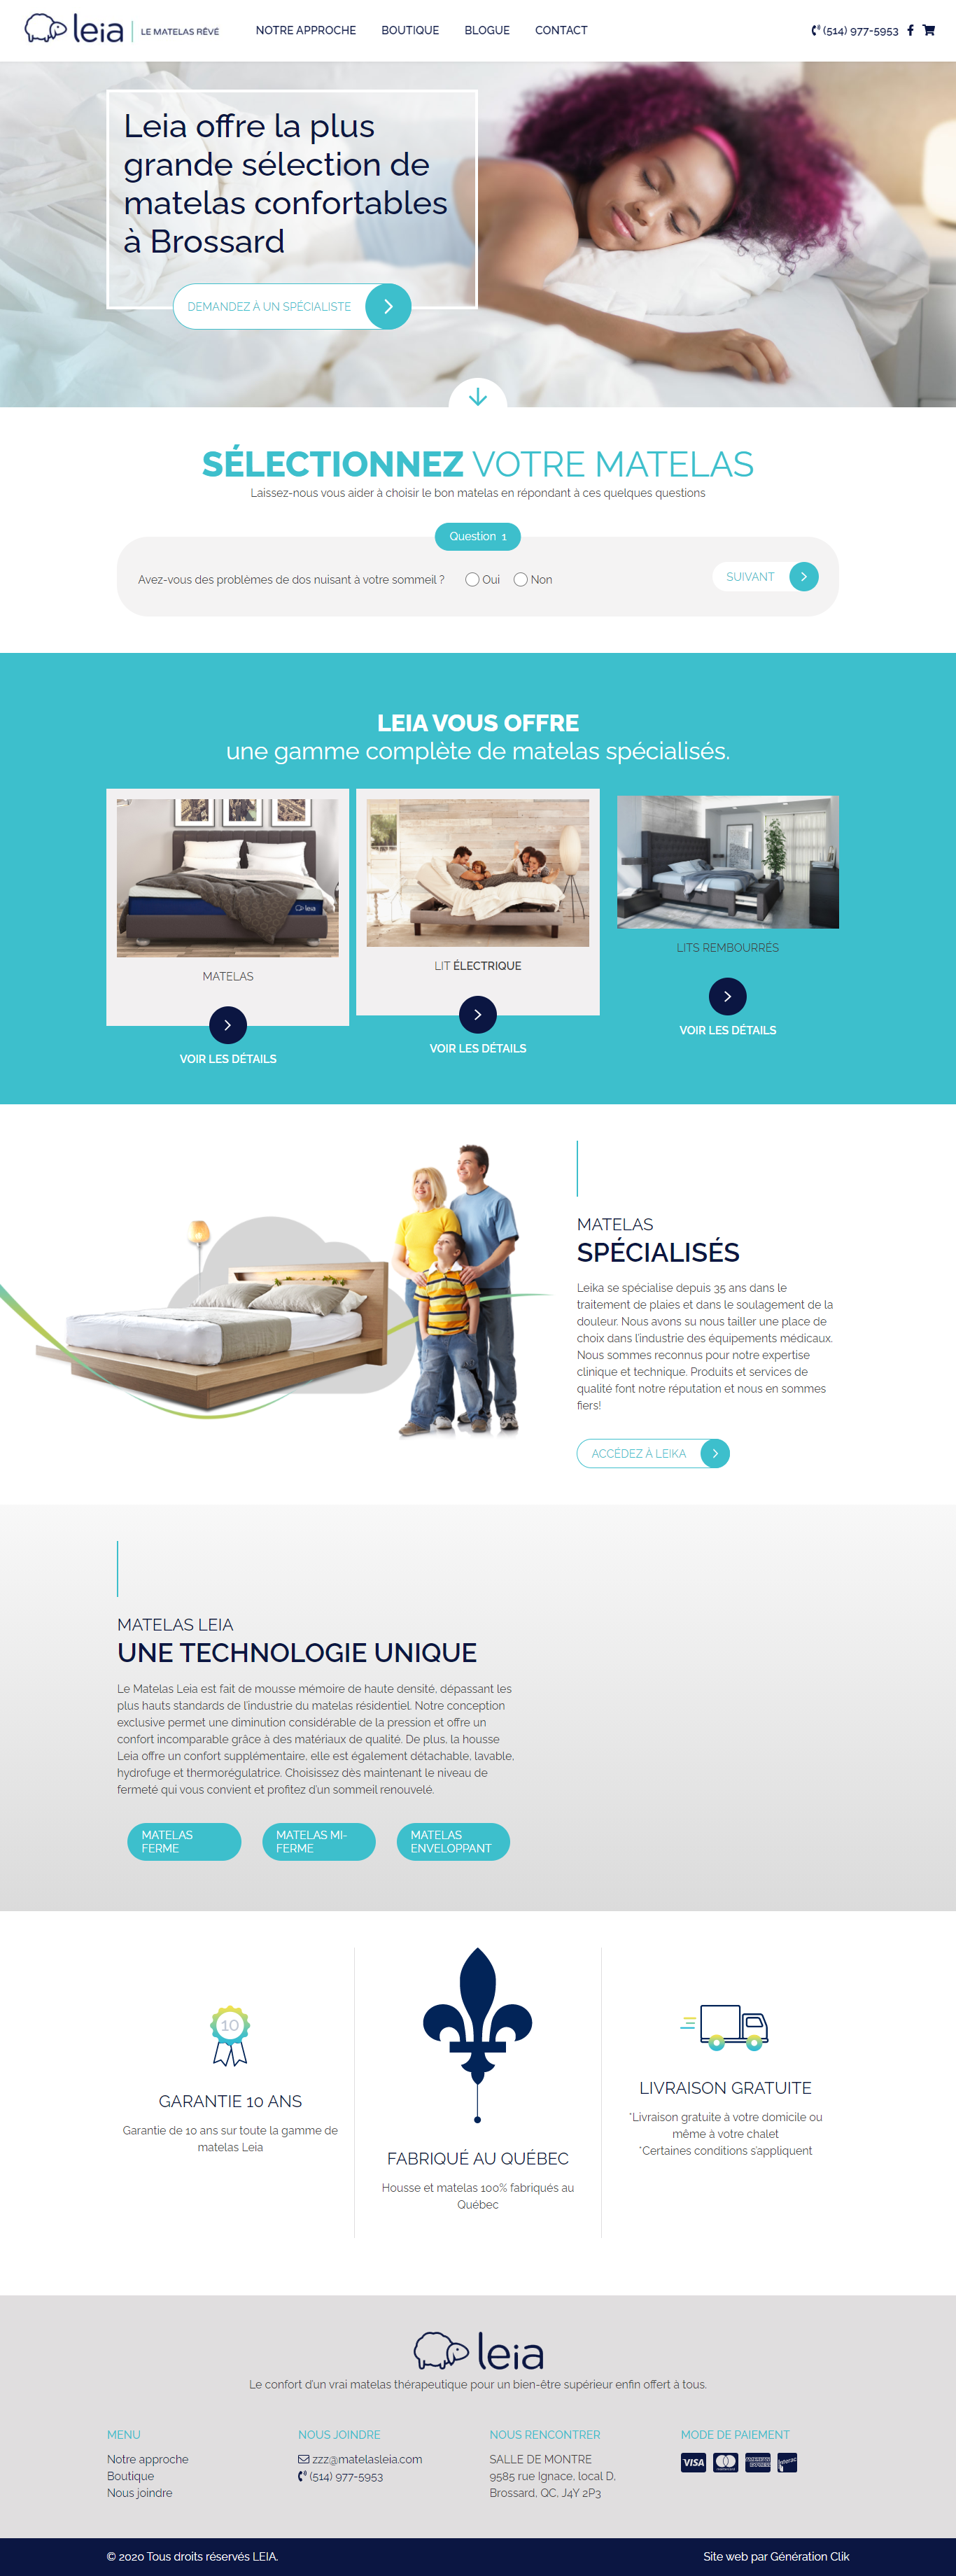 leia LE MATELAS RÊVÉ NOTRE APPROCHE BOUTIQUE BLOGUE CONTACT (514) 977-5953
Leia offre la plus
grande sélection de
matelas confortables
à Brossard
DEMANDEZ À UN SPÉCIALISTE
SÉLECTIONNEZ VOTRE MATELAS
Laissez-nous vous aider à choisir le bon matelas en répondant à ces quelques questions
Question 1
Avez-vous des problèmes de dos nuisant à votre sommeil ? Oui Non SUIVANT
LEIA VOUS OFFRE
une gamme complète de matelas spécialisés.
leia
MATELAS
VOIR LES DÉTAILS
LIT ÉLECTRIQUE
VOIR LES DÉTAILS
LITS REMBOURRÉS
VOIR LES DÉTAILS
MATELAS
SPÉCIALISÉS
Leika se spécialise depuis 35 ans dans le
traitement de plaies et dans le soulagement de la
douleur. Nous avons su nous tailler une place de
choix dans l'industrie des équipements médicaux.
Nous sommes reconnus pour notre expertise
clinique et technique. Produits et services de
qualité font notre réputation et nous en sommes
fiers!
ACCÉDEZ À LEIKA
MATELAS LEIA
UNE TECHNOLOGIE UNIQUE
Le Matelas Leia est fait de mousse mémoire de haute densité, dépassant les
plus hauts standards de l'industrie du matelas résidentiel. Notre conception
exclusive permet une diminution considérable de la pression et offre un
confort incomparable grâce à des matériaux de qualité. De plus, la housse
Leia offre un confort supplémentaire, elle est également détachable, lavable,
hydrofuge et thermorégulatrice. Choisissez dès maintenant le niveau de
fermeté qui vous convient et profitez d'un sommeil renouvelé.
MATELAS
FERME
MATELAS MI-
FERME
MATELAS
ENVELOPPANT
10
GARANTIE 10 ANS
Garantie de 10 ans sur toute la gamme de
matelas Leia
FABRIQUÉ AU QUÉBEC
Housse et matelas 100% fabriqués au
Québec
LIVRAISON GRATUITE
*Livraison gratuite à votre domicile ou
même à votre chalet
*Certaines conditions s'appliquent
leia
Le confort d'un vrai matelas thérapeutique pour un bien-être supérieur enfin offert à tous.
MENU
Notre approche
Boutique
Nous joindre
NOUS JOINDRE
zzz@matelasleia.com
(514) 977-5953
NOUS RENCONTRER
SALLE DE MONTRE
9585 rue Ignace, local D,
Brossard, QC, J4Y 2P3
MODE DE PAIEMENT
VISA
© 2020 Tous droits réservés LEIA. Site web par Génération Clik